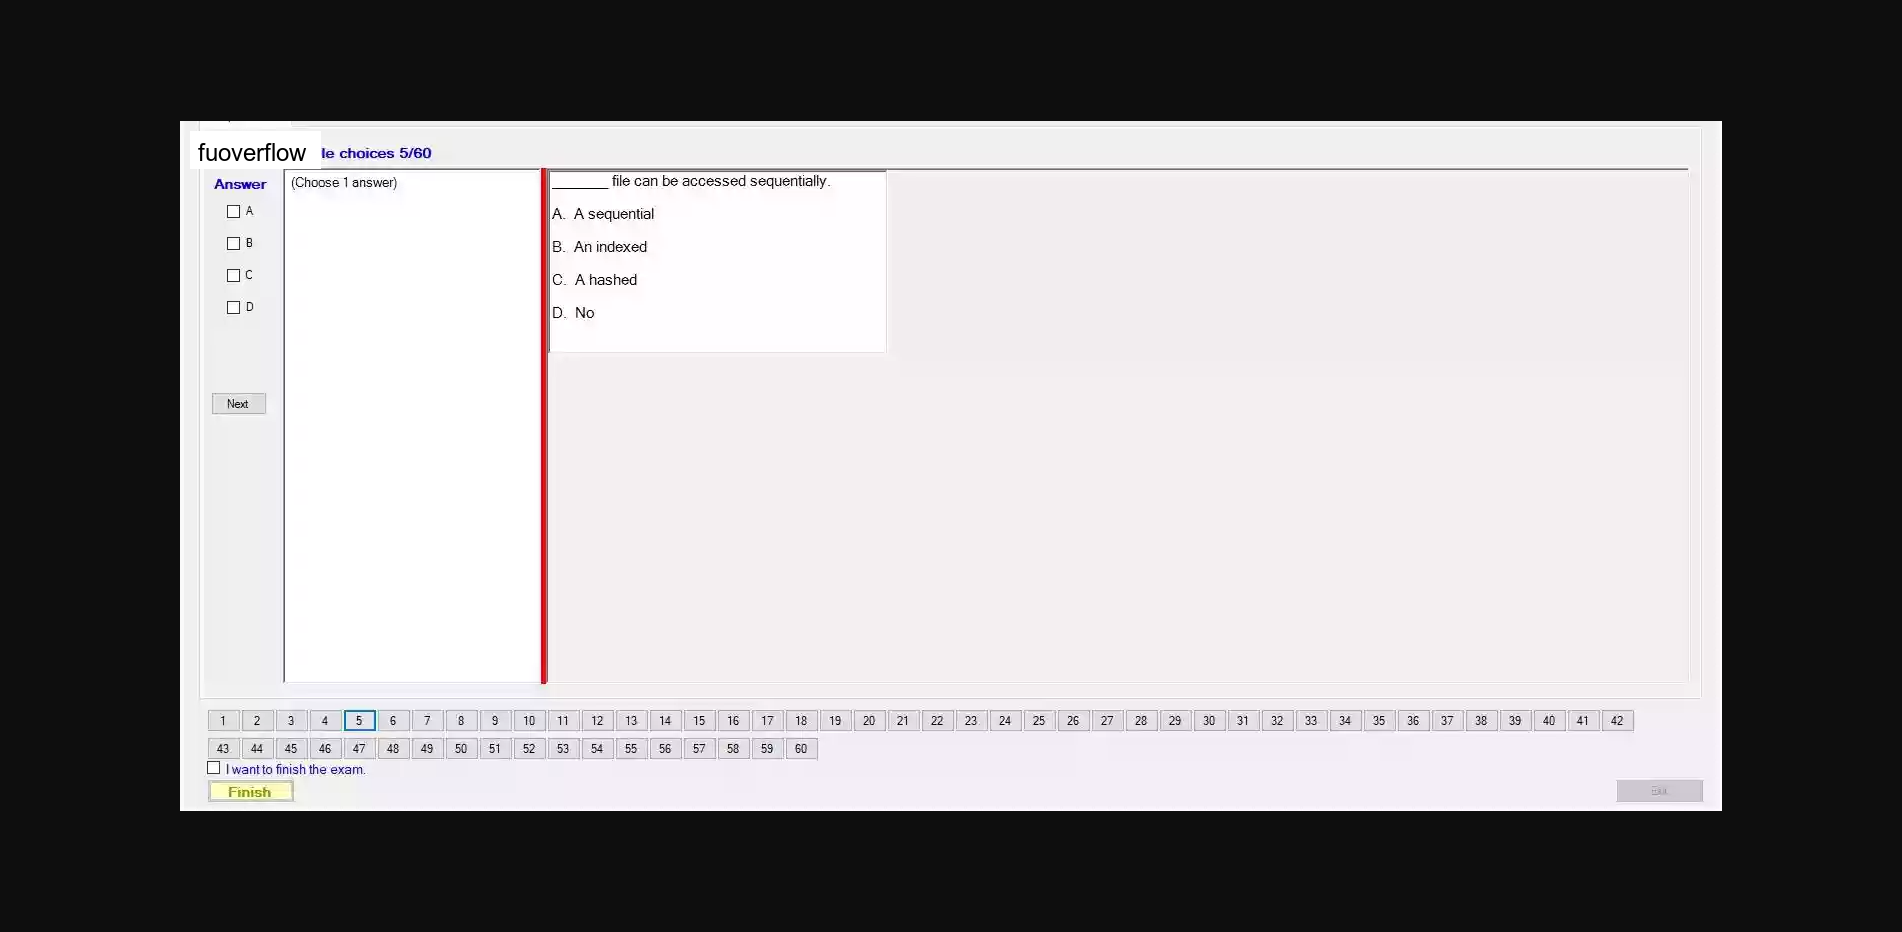 fuoverflow le choices 5/60
Answer
(Choose 1 answer)
A
B
C
D
Next
_______ file can be accessed sequentially.
A. A sequential
B. An indexed
C. A hashed
D. No
1 2 3 4 5 6 7 8 9 10 11 12 13 14 15 16 17 18 19 20 21 22 23 24 25 26 27 28 29 30 31 32 33 34 35 36 37 38 39 40 41 42
43 44 45 46 47 48 49 50 51 52 53 54 55 56 57 58 59 60
I want to finish the exam.
Finish
Exit